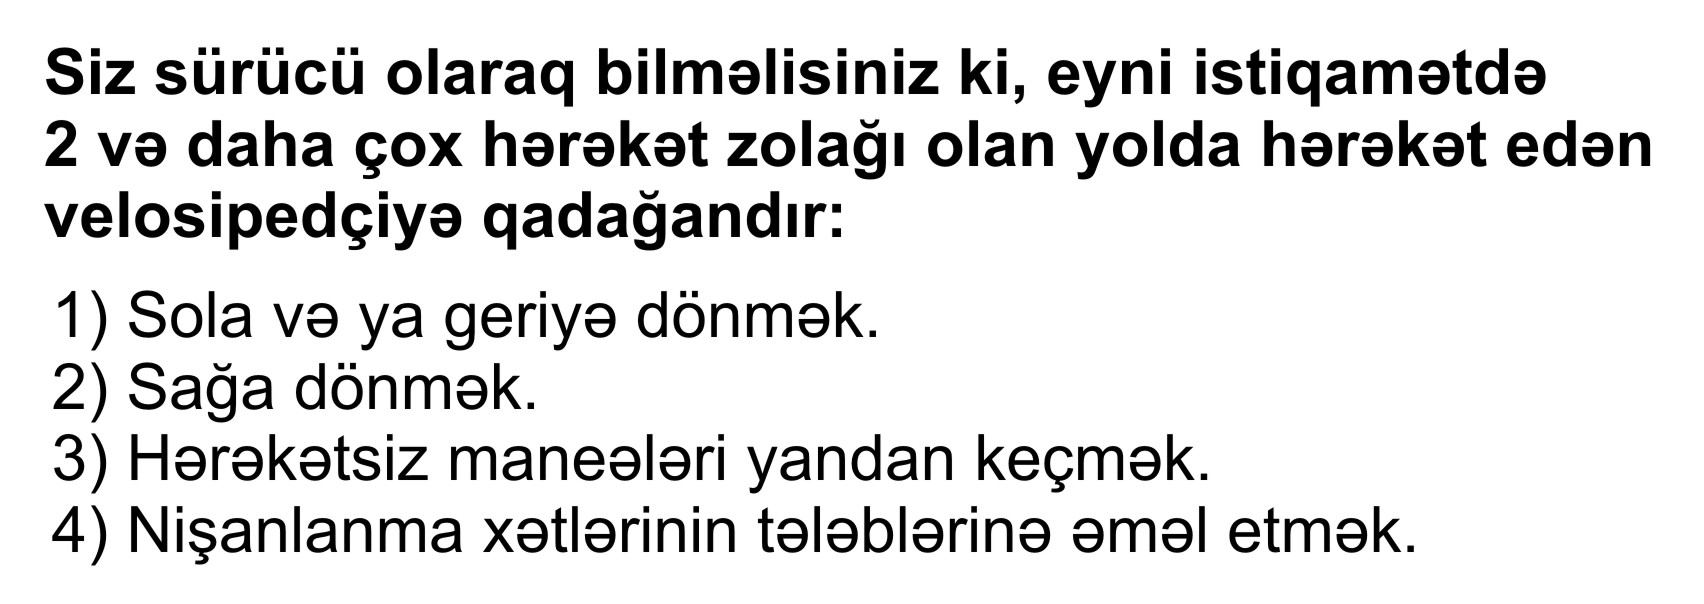 Siz sürücü olaraq bilməlisiniz ki, eyni istiqamətdə
2 və daha çox hərəkət zolağı olan yolda hərəkət edən
velosipedçiyə qadağandır:
1) Sola və ya geriyə dönmək.
2) Sağa dönmək.
3) Hərəkətsiz maneələri yandan keçmək.
4) Nişanlanma xətlərinin tələblərinə əməl etmək.